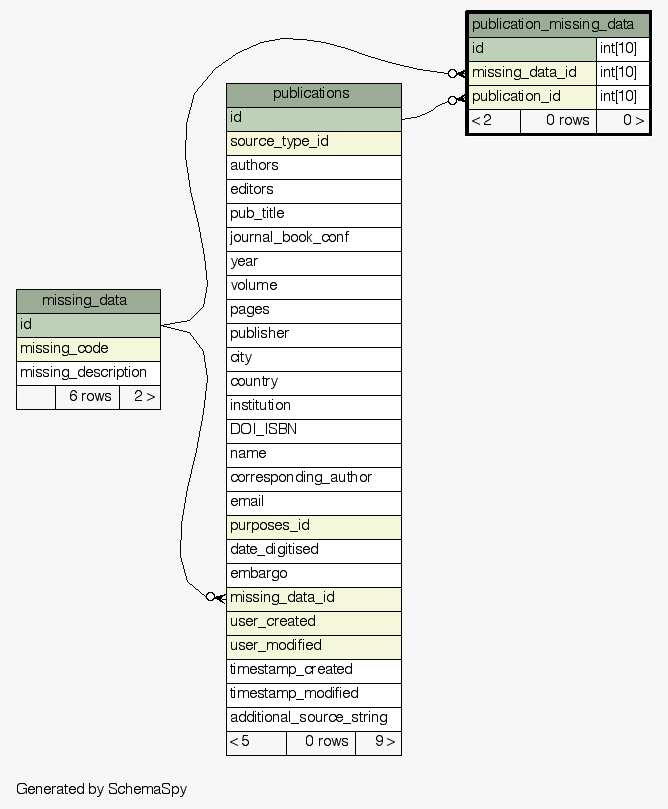 publication_missing_data
id int[10]
missing_data_id int[10]
publication_id int[10]
< 2 0 rows 0 >
publications
id
source_type_id
authors
editors
pub_title
journal_book_conf
year
volume
pages
publisher
city
country
institution
DOI_ISBN
name
corresponding_author
email
purposes_id
date_digitised
embargo
missing_data_id
user_created
user_modified
timestamp_created
timestamp_modified
additional_source_string
< 5 0 rows 9 >
missing_data
id
missing_code
missing_description
6 rows 2 >
Generated by SchemaSpy